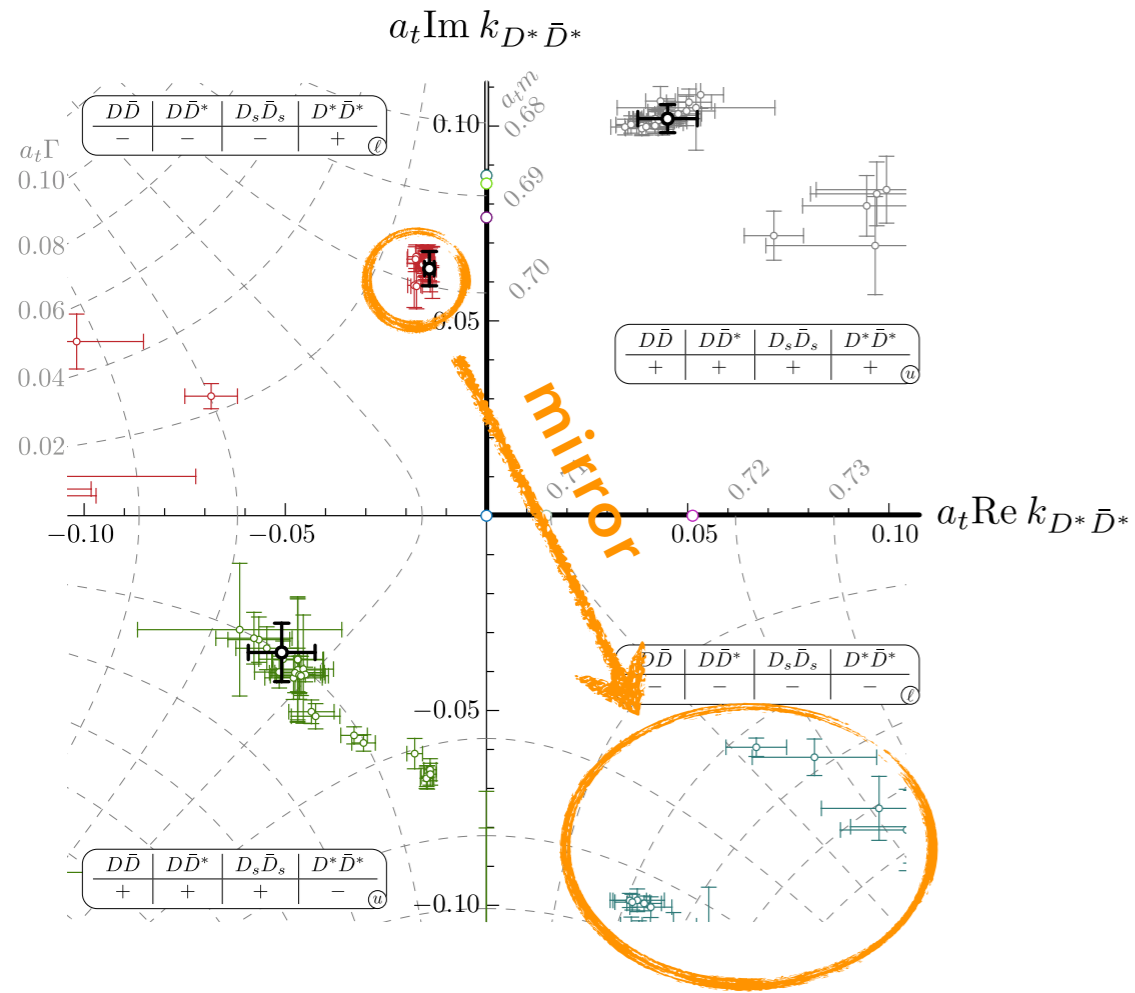 a_t Im k_{D* D̄*}
DD̄ DD̄* D_sD̄_s D*D̄*
− − − + ℓ
a_tΓ
0.10
0.08
0.06
0.04
0.02
a_t m
0.68
0.69
0.70
0.71
0.72
0.73
0.10
0.05
DD̄ DD̄* D_sD̄_s D*D̄*
+ + + + u
mirror
−0.10 −0.05 0.05 0.10
a_t Re k_{D* D̄*}
DD̄ DD̄* D_sD̄_s D*D̄*
− − − − ℓ
−0.05
−0.10
DD̄ DD̄* D_sD̄_s D*D̄*
+ + + − u